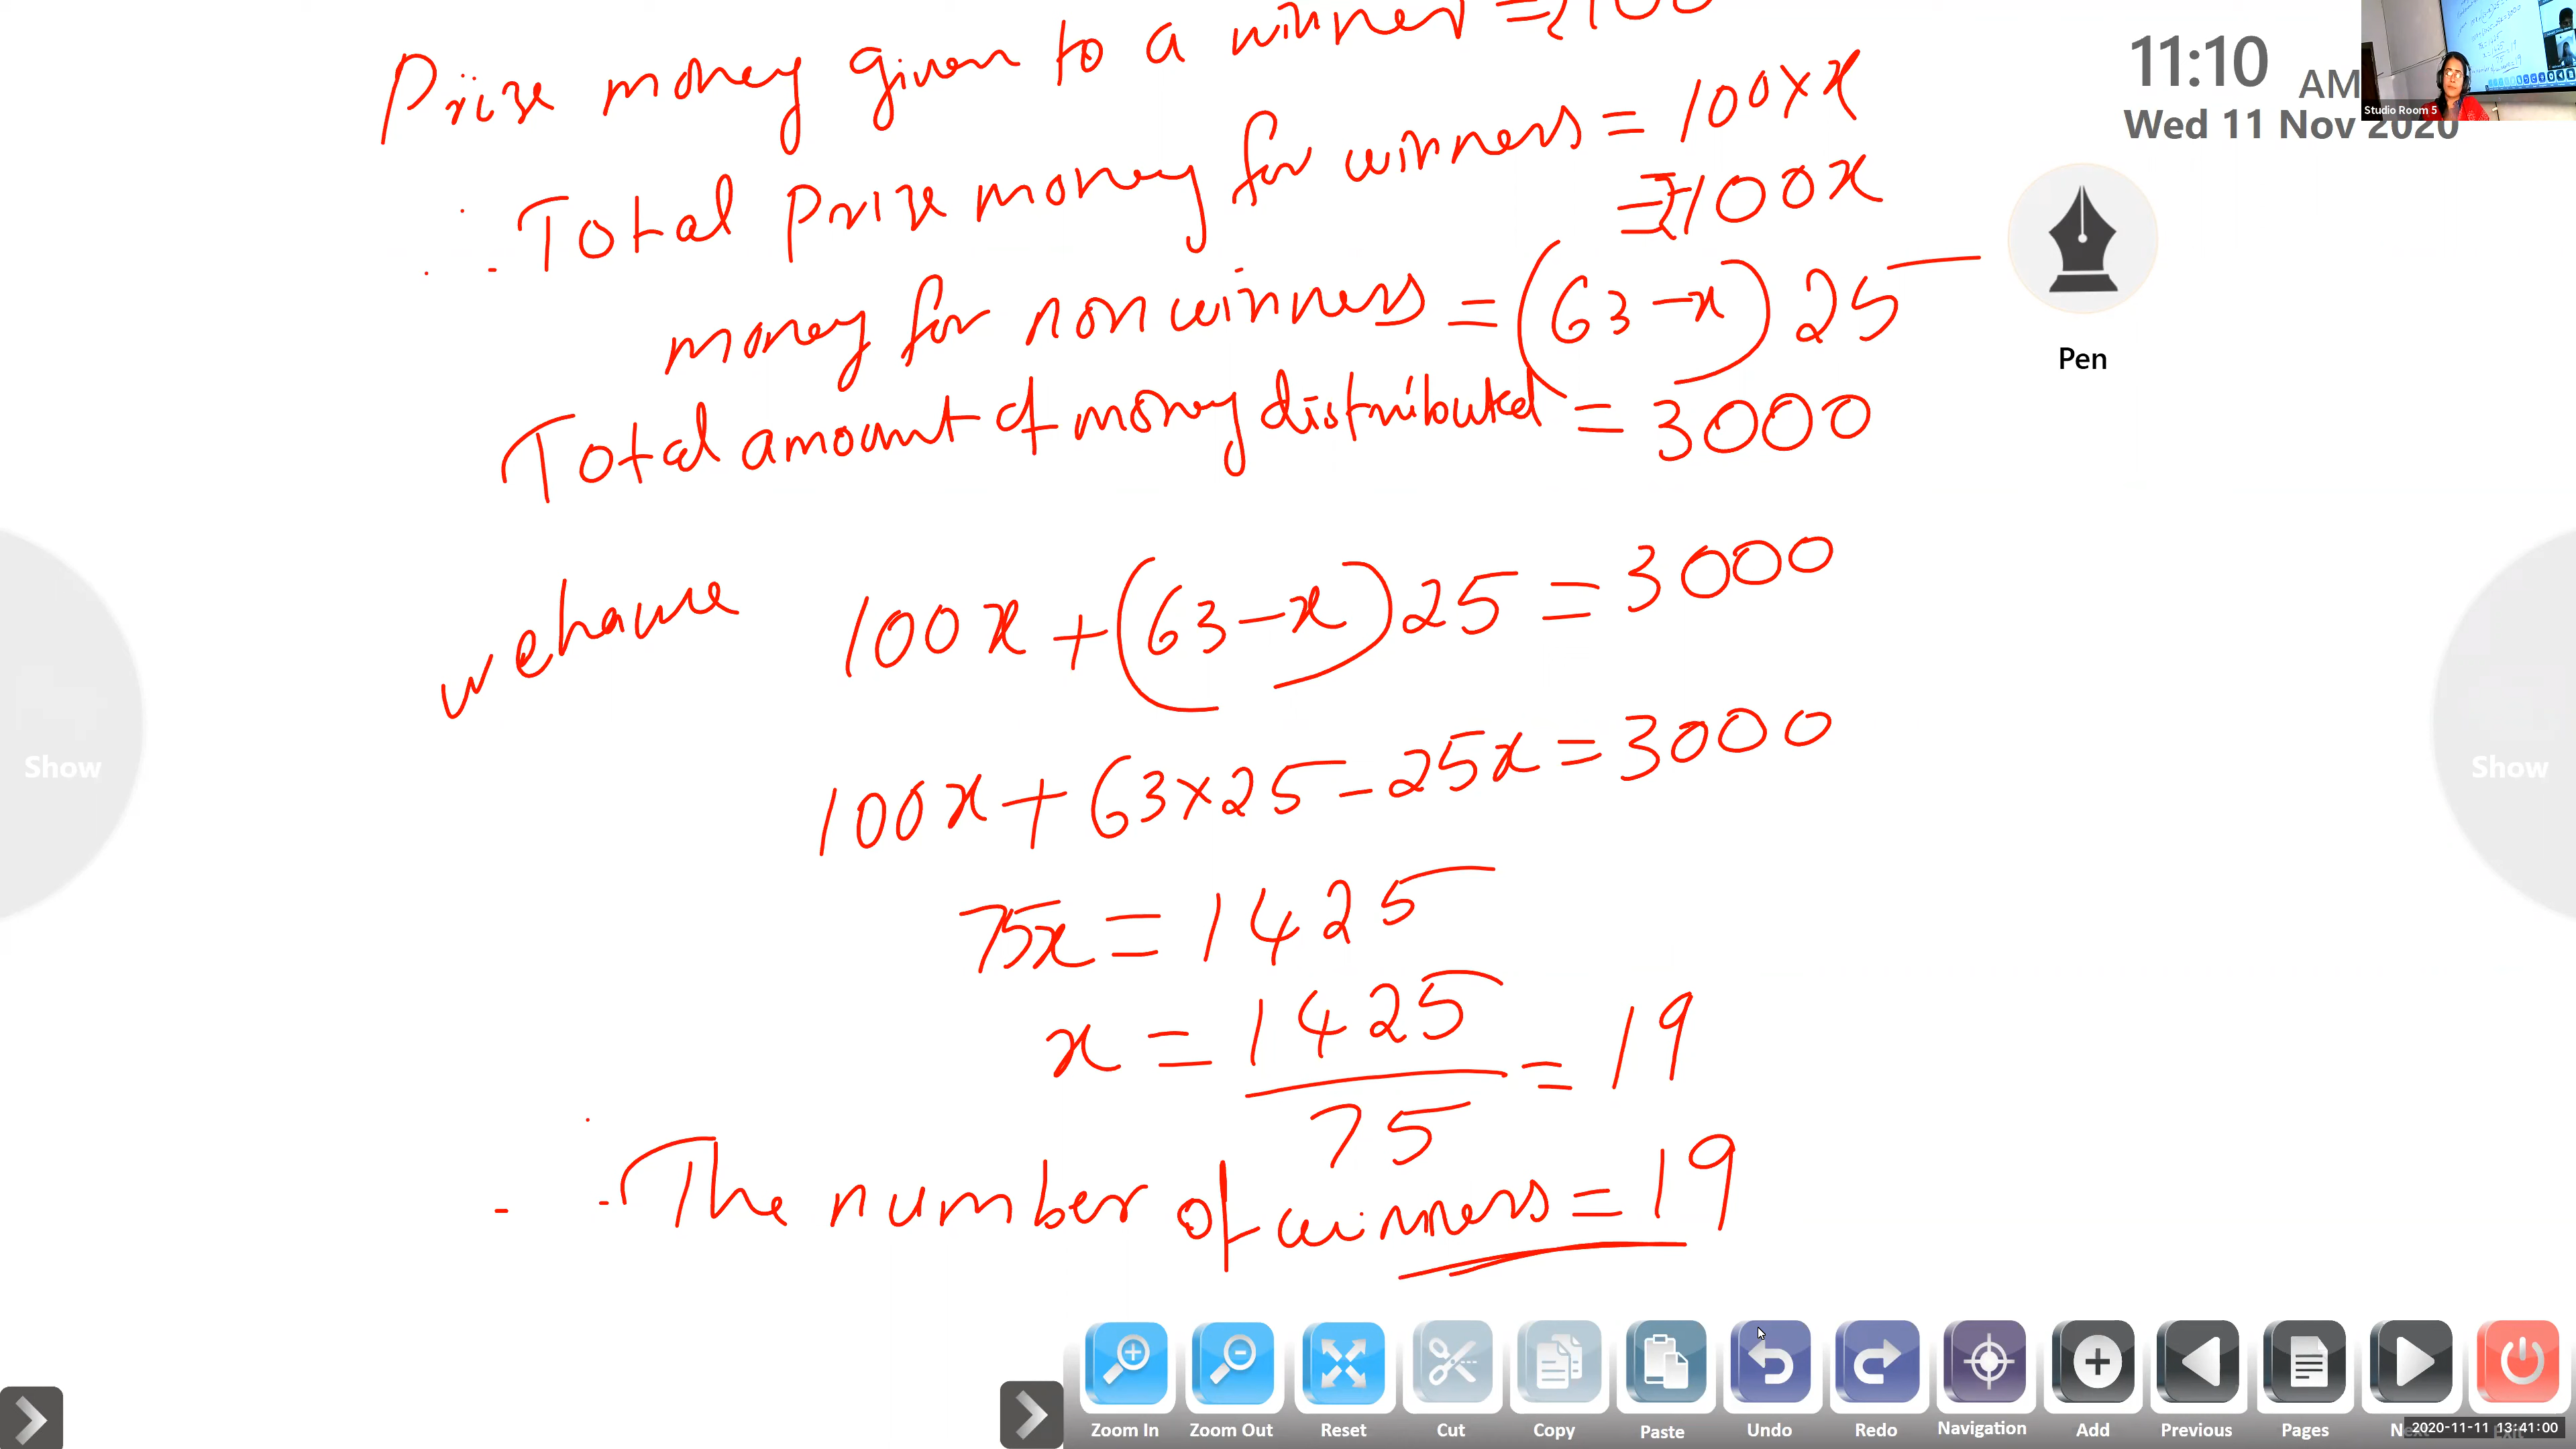 Prize money given to a winner = ₹100
∴ Total Prize money for winners = 100 × x
= ₹100x
money for non winners = (63 - x) 25
Total amount of money distributed = 3000
we have 100x + (63 - x) 25 = 3000
100x + 63 × 25 - 25x = 3000
75x = 1425
x = 1425/75 = 19
∴ The number of winners = 19
11:10 AM
Wed 11 Nov 2020
Studio Room 5
Pen
Show
Show
Zoom In Zoom Out Reset Cut Copy Paste Undo Redo Navigation Add Previous Pages
2020-11-11 13:41:00